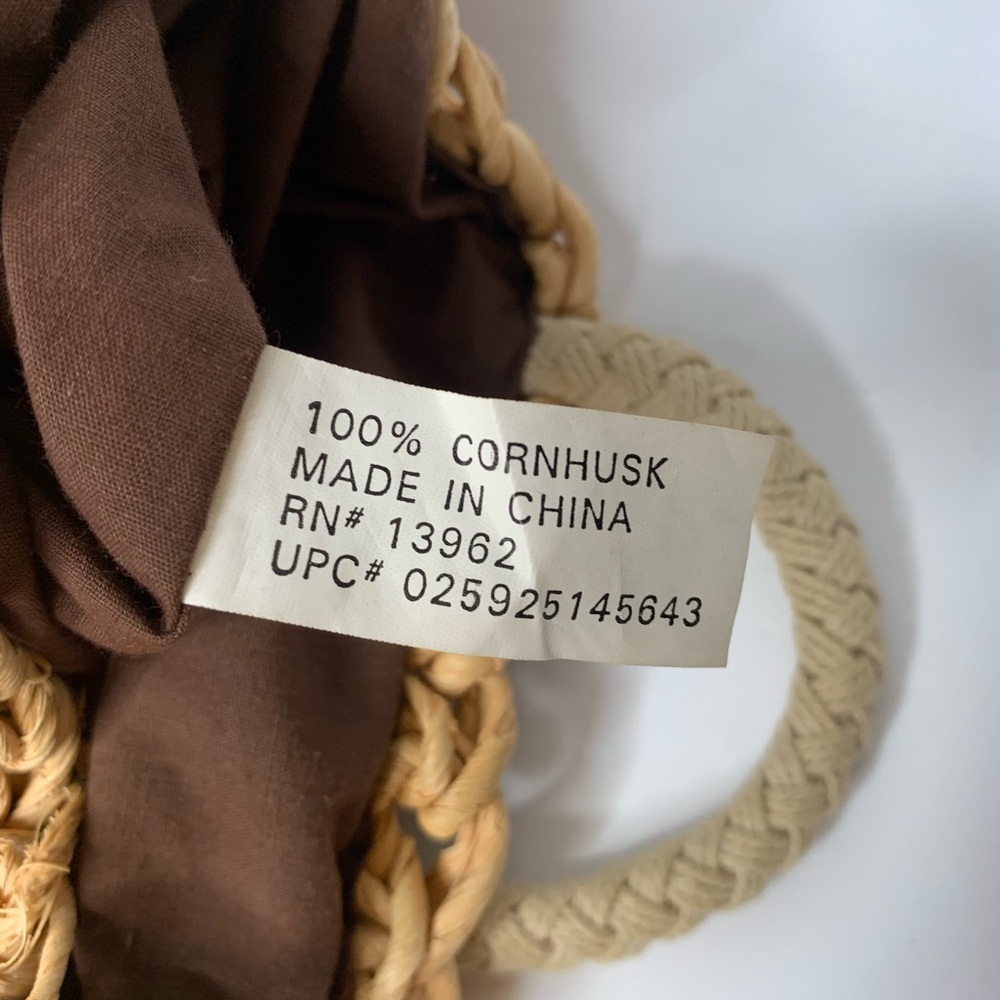 100% CORNHUSK
MADE IN CHINA
RN# 13962
UPC# 025925145643